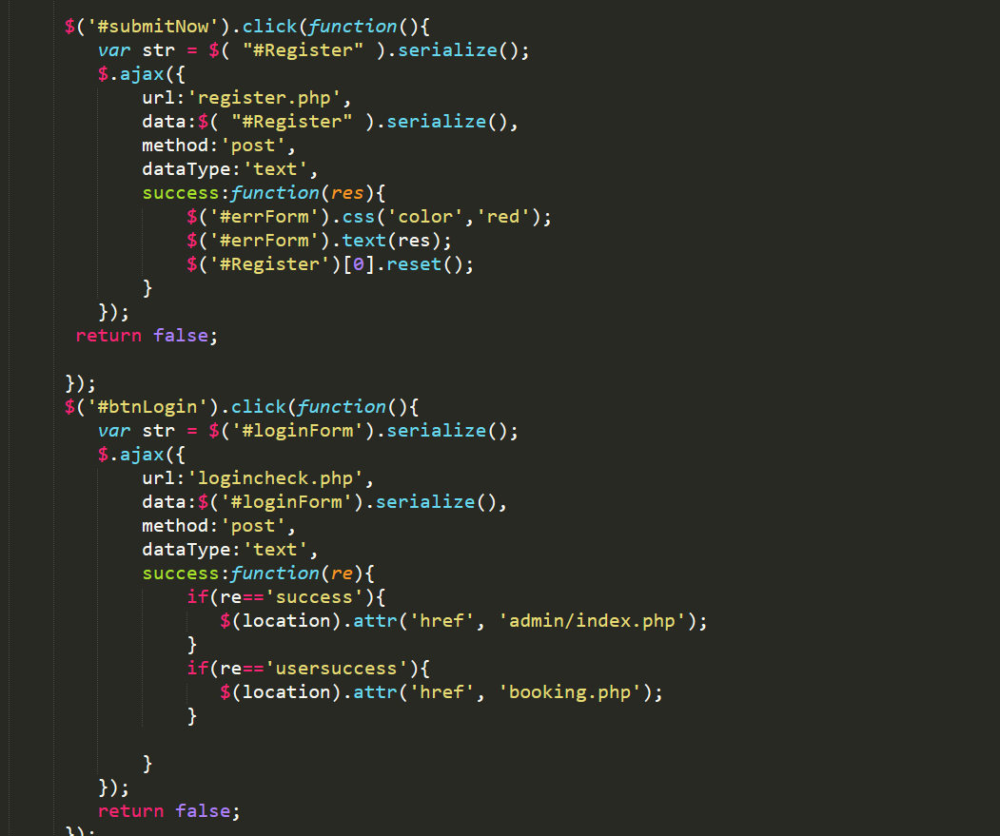 $('#submitNow').click(function(){
var str = $( "#Register" ).serialize();
$.ajax({
url:'register.php',
data:$( "#Register" ).serialize(),
method:'post',
dataType:'text',
success:function(res){
$('#errForm').css('color','red');
$('#errForm').text(res);
$('#Register')[0].reset();
}
});
return false;
});
$('#btnLogin').click(function(){
var str = $('#loginForm').serialize();
$.ajax({
url:'logincheck.php',
data:$('#loginForm').serialize(),
method:'post',
dataType:'text',
success:function(re){
if(re=='success'){
$(location).attr('href', 'admin/index.php');
}
if(re=='usersuccess'){
$(location).attr('href', 'booking.php');
}
}
});
return false;
});